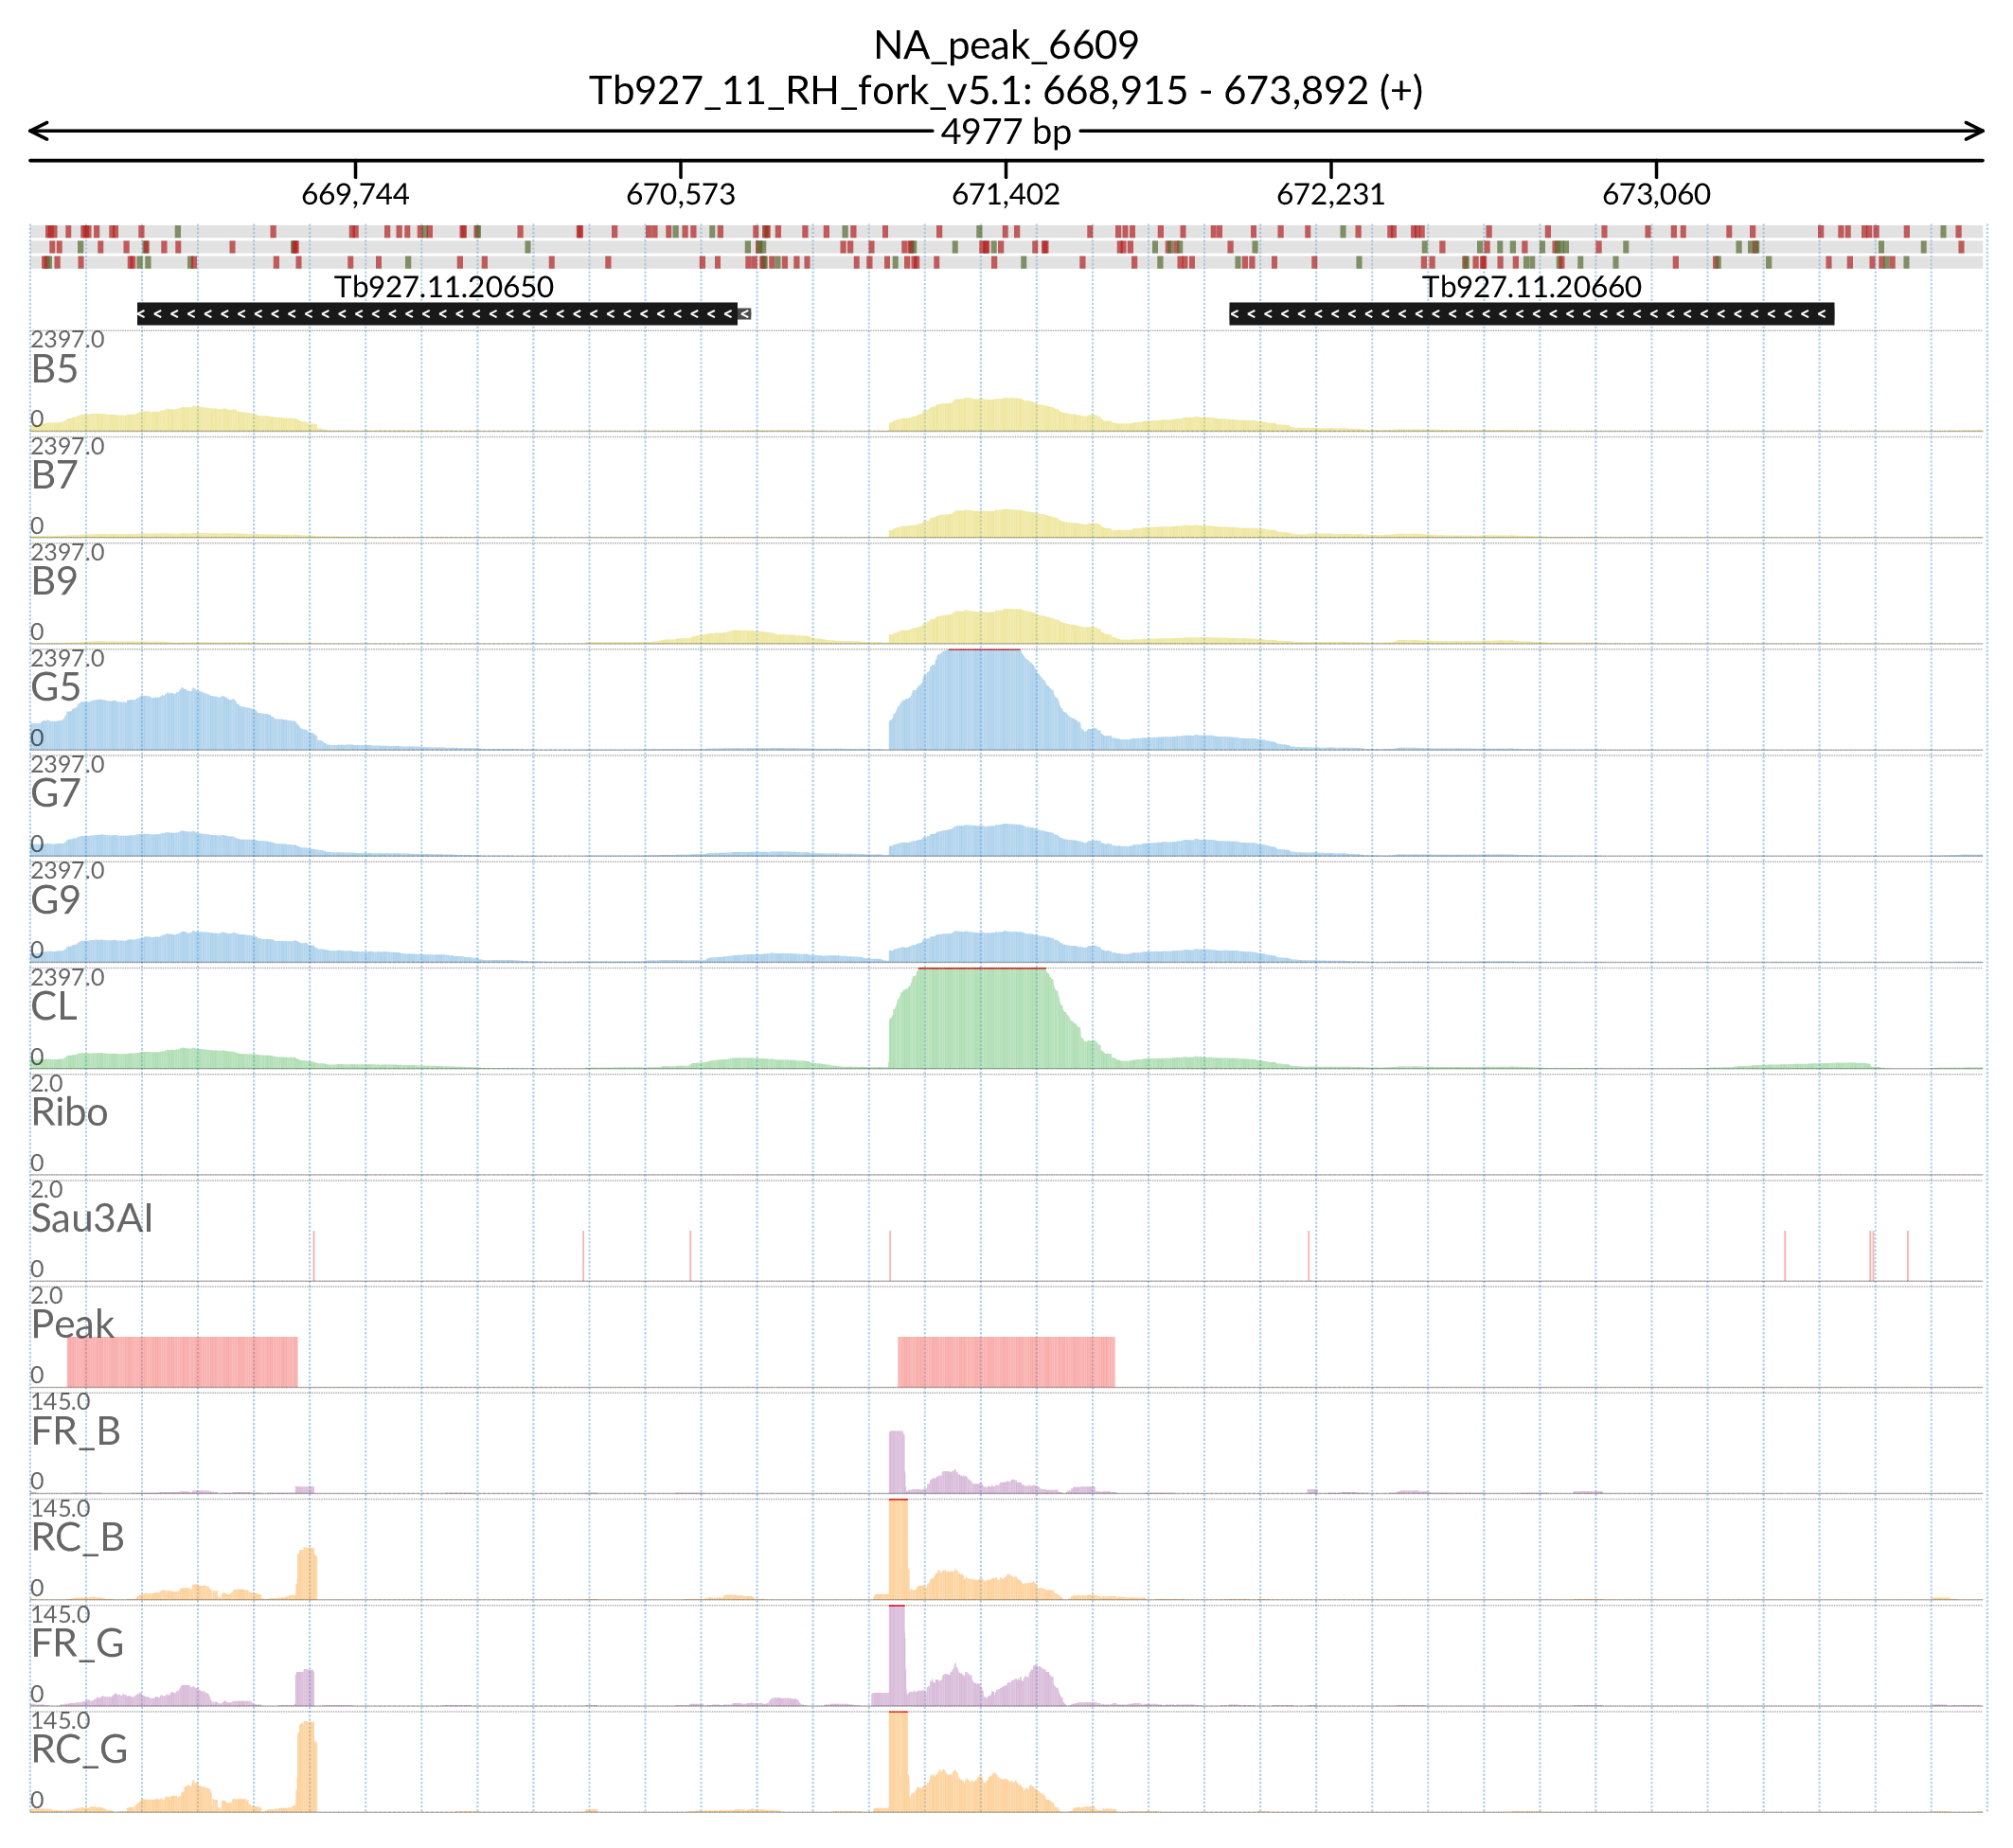 NA_peak_6609
Tb927_11_RH_fork_v5.1: 668,915 - 673,892 (+)
4977 bp
669,744 670,573 671,402 672,231 673,060
Tb927.11.20650 Tb927.11.20660
2397.0
B5
0
2397.0
B7
0
2397.0
B9
0
2397.0
G5
0
2397.0
G7
0
2397.0
G9
0
2397.0
CL
0
2.0
Ribo
0
2.0
Sau3AI
0
2.0
Peak
0
145.0
FR_B
0
145.0
RC_B
0
145.0
FR_G
0
145.0
RC_G
0